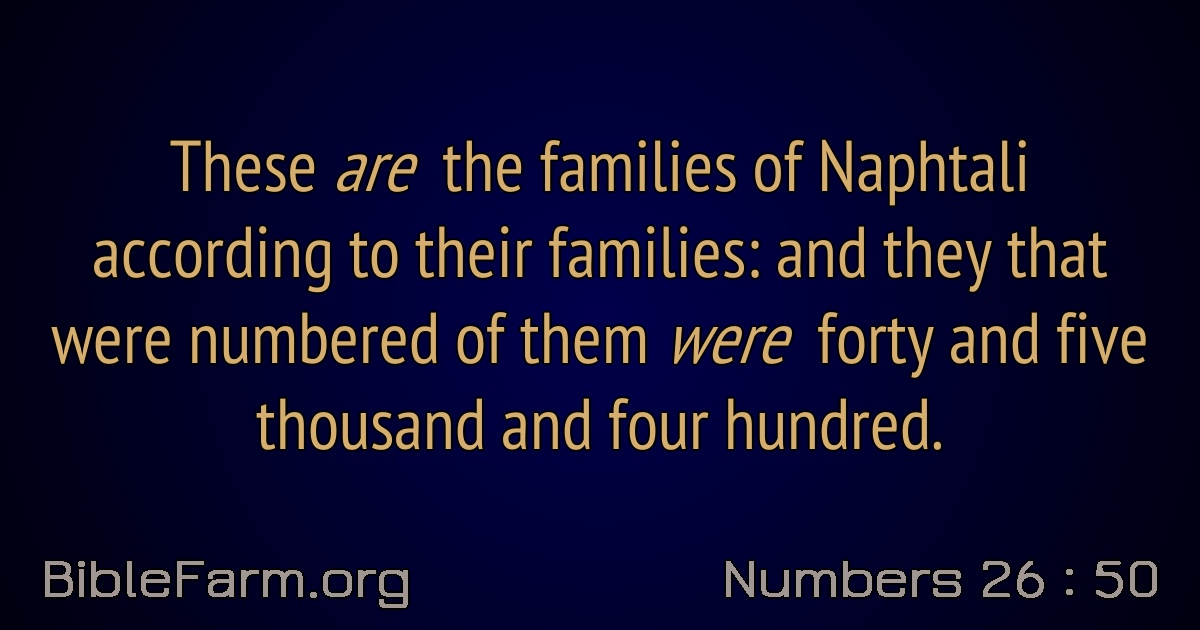 These are the families of Naphtali
according to their families: and they that
were numbered of them were forty and five
thousand and four hundred.
BibleFarm.org
Numbers 26 : 50